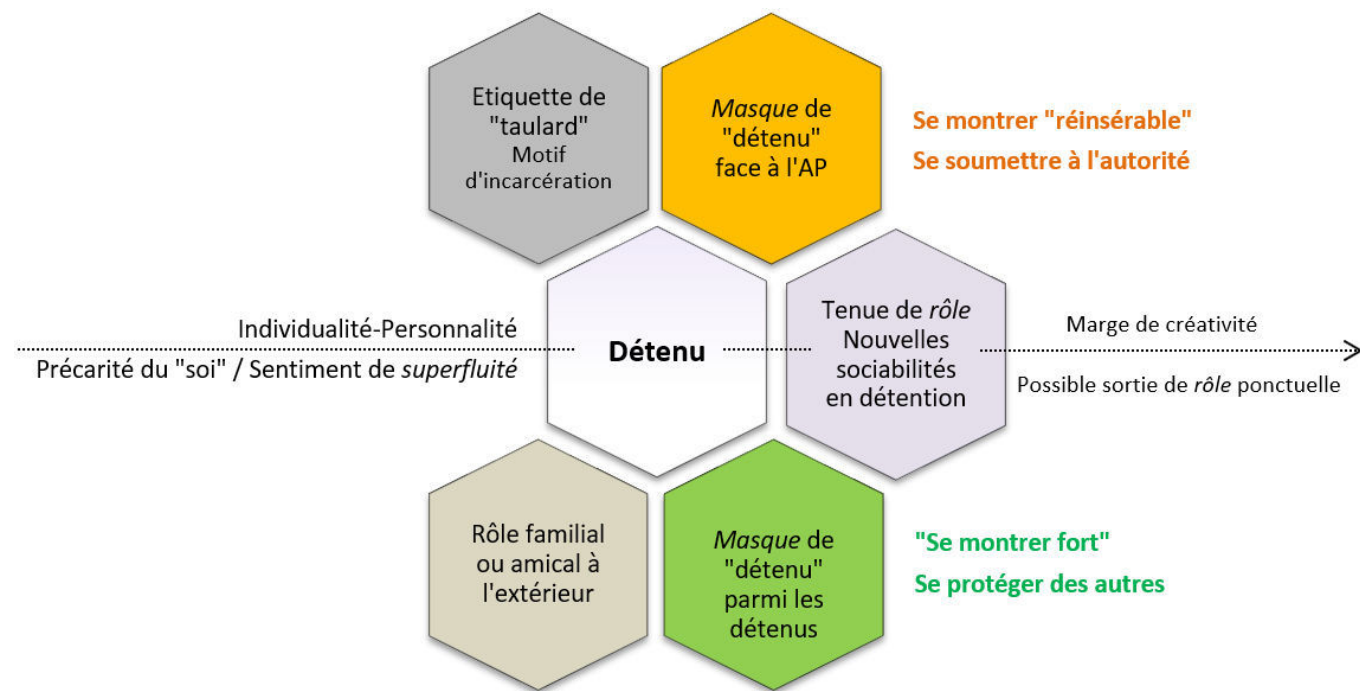 Etiquette de
"taulard"
Motif
d'incarcération
Masque de
"détenu"
face à l'AP
Se montrer "réinsérable"
Se soumettre à l'autorité
Individualité-Personnalité
Précarité du "soi" / Sentiment de superfluité
Détenu
Tenue de rôle
Nouvelles
sociabilités
en détention
Marge de créativité
Possible sortie de rôle ponctuelle
Rôle familial
ou amical à
l'extérieur
Masque de
"détenu"
parmi les
détenus
"Se montrer fort"
Se protéger des autres